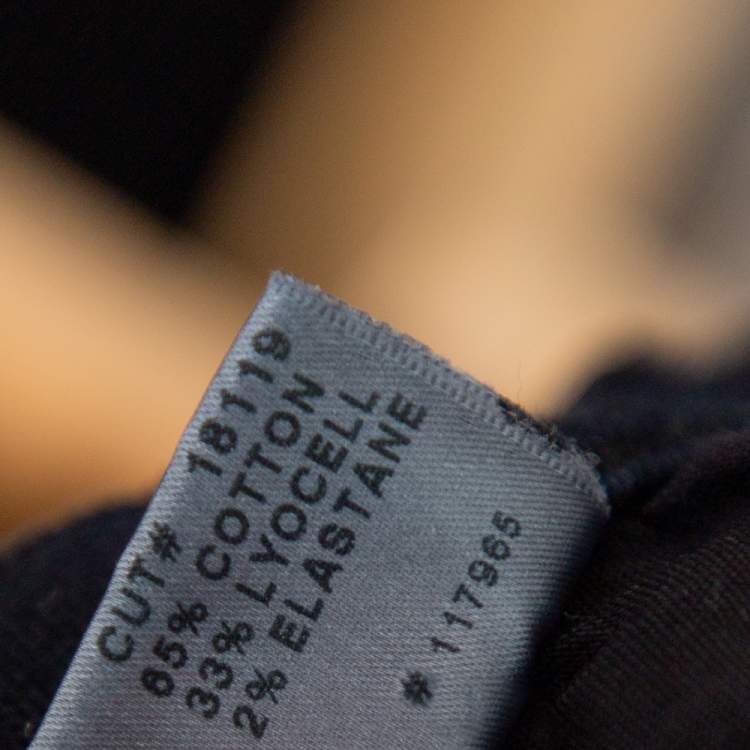 CUT# 18119
65% COTTON
33% LYOCELL
2% ELASTANE
# 117965